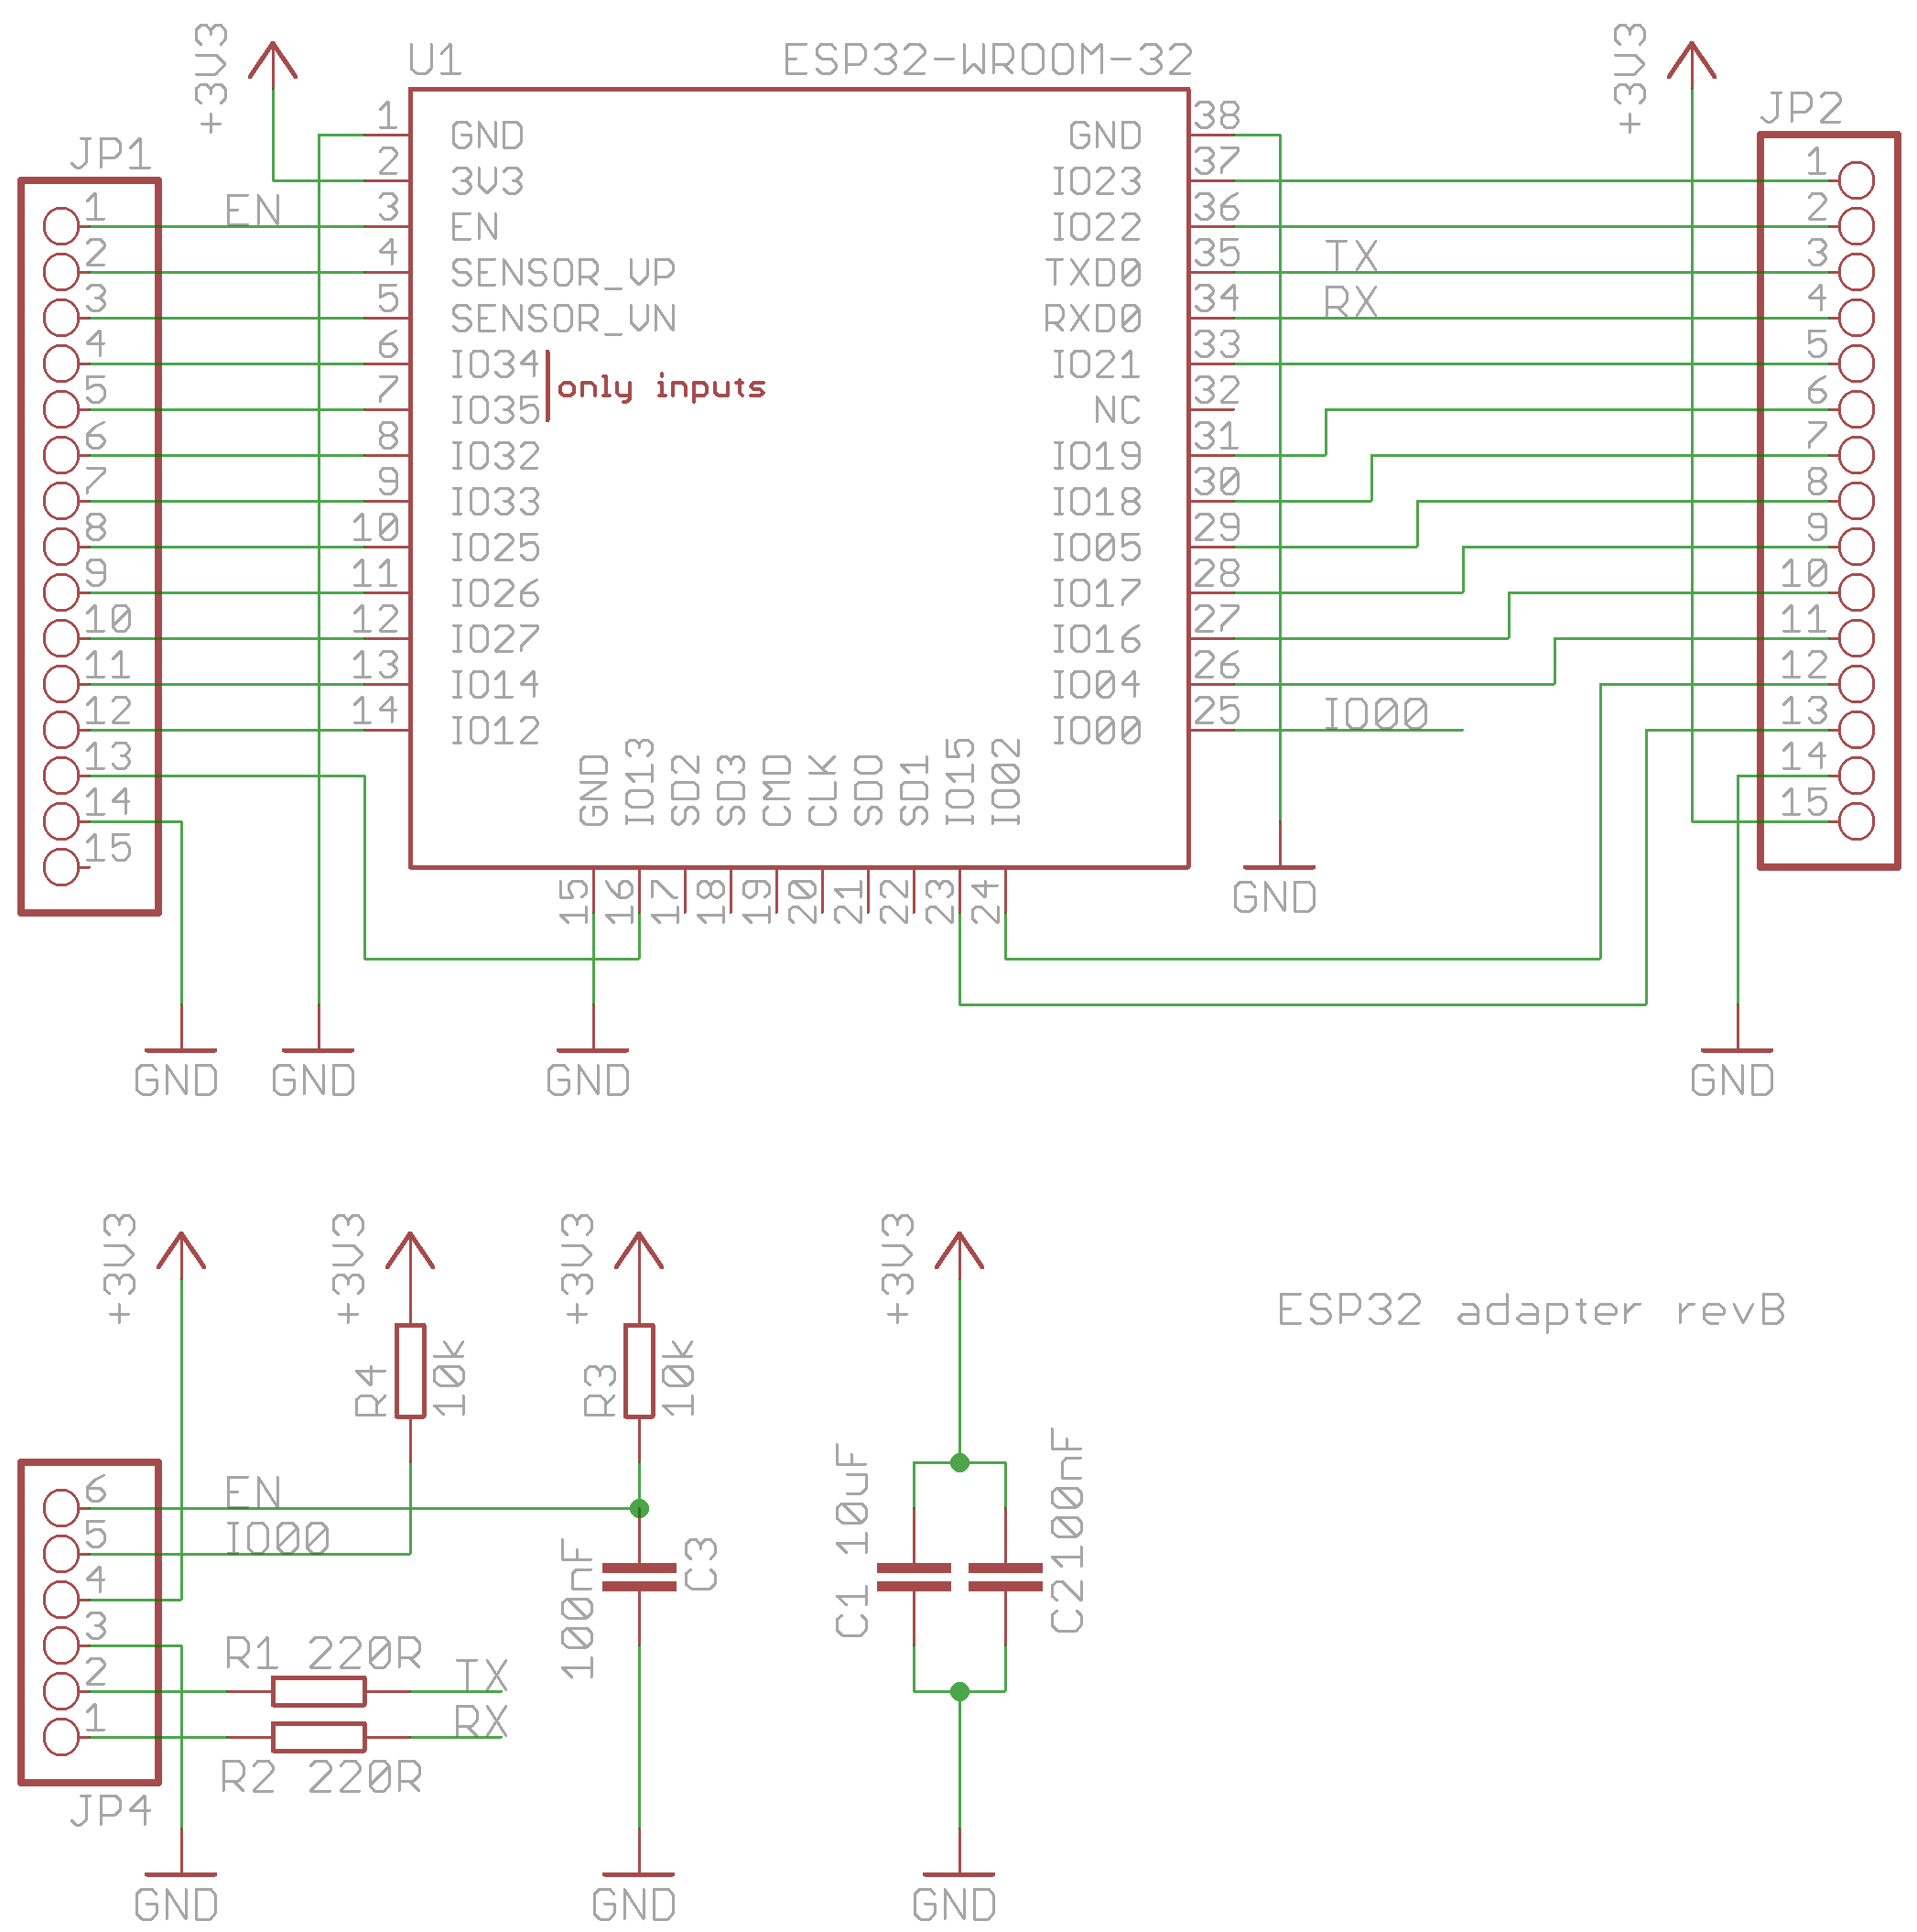 +3V3
U1 ESP32-WROOM-32
+3V3
JP1
JP2
1 GND GND 38
2 3V3 IO23 37 1
1 EN 3 EN IO22 36 2
2 4 SENSOR_VP TXD0 35 TX 3
3 5 SENSOR_VN RXD0 34 RX 4
4 6 IO34 IO21 33 5
only inputs
5 7 IO35 NC 32 6
6 8 IO32 IO19 31 7
7 9 IO33 IO18 30 8
8 10 IO25 IO05 29 9
9 11 IO26 IO17 28 10
10 12 IO27 IO16 27 11
11 13 IO14 IO04 26 12
12 14 IO12 IO00 25 IO00 13
13 14
14 15
15
GND IO13 SD2 SD3 CMD CLK SD0 SD1 IO15 IO02
15 16 17 18 19 20 21 22 23 24
GND
GND GND GND GND
+3V3 +3V3 +3V3 +3V3
ESP32 adapter revB
R4 10k R3 10k
6 EN
5 IO00
4
3
2 R1 220R TX
1 RX
R2 220R
JP4
100nF C3
C1 10uF C2 100nF
GND GND GND